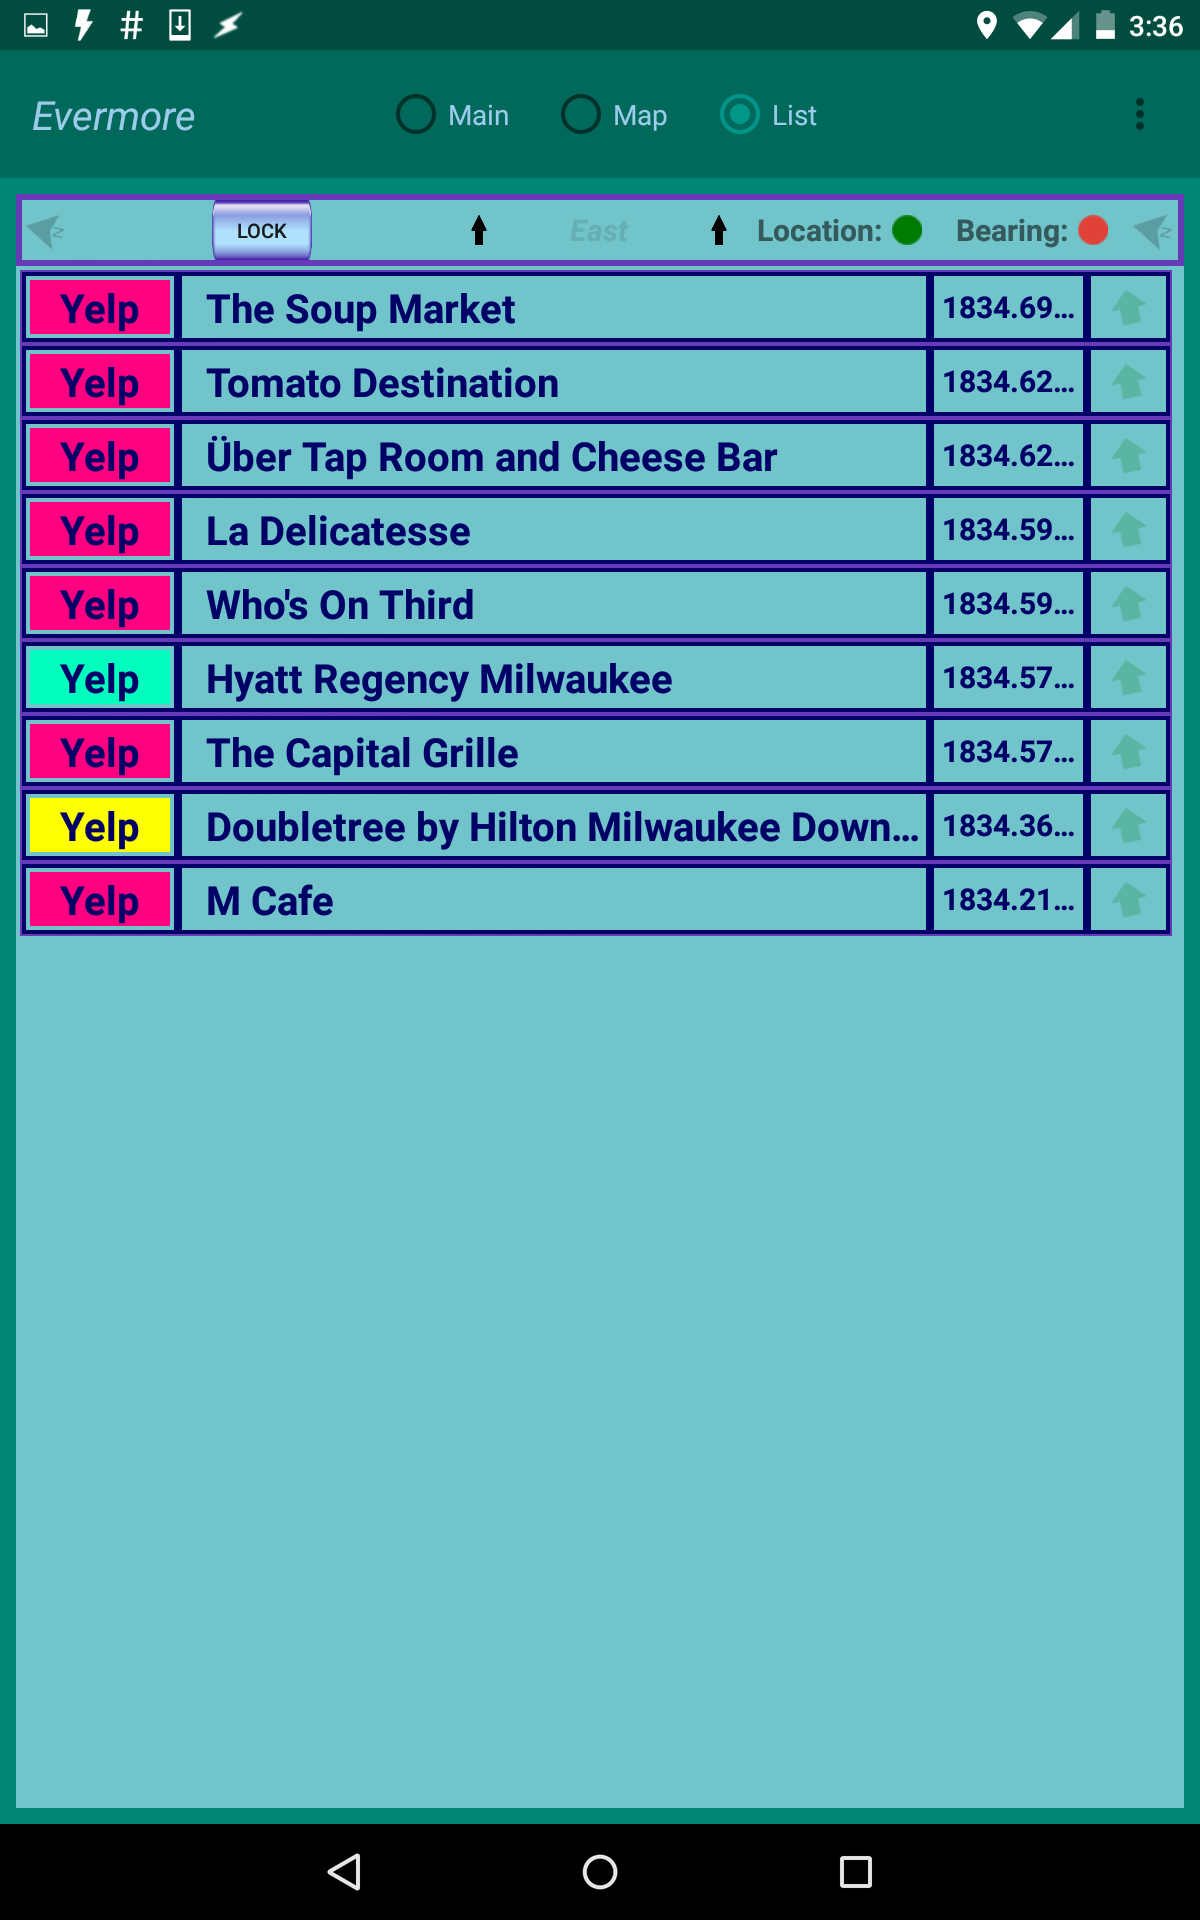 3:36
Evermore Main Map List
LOCK East Location: Bearing:
Yelp The Soup Market 1834.69...
Yelp Tomato Destination 1834.62...
Yelp Über Tap Room and Cheese Bar 1834.62...
Yelp La Delicatesse 1834.59...
Yelp Who's On Third 1834.59...
Yelp Hyatt Regency Milwaukee 1834.57...
Yelp The Capital Grille 1834.57...
Yelp Doubletree by Hilton Milwaukee Down... 1834.36...
Yelp M Cafe 1834.21...